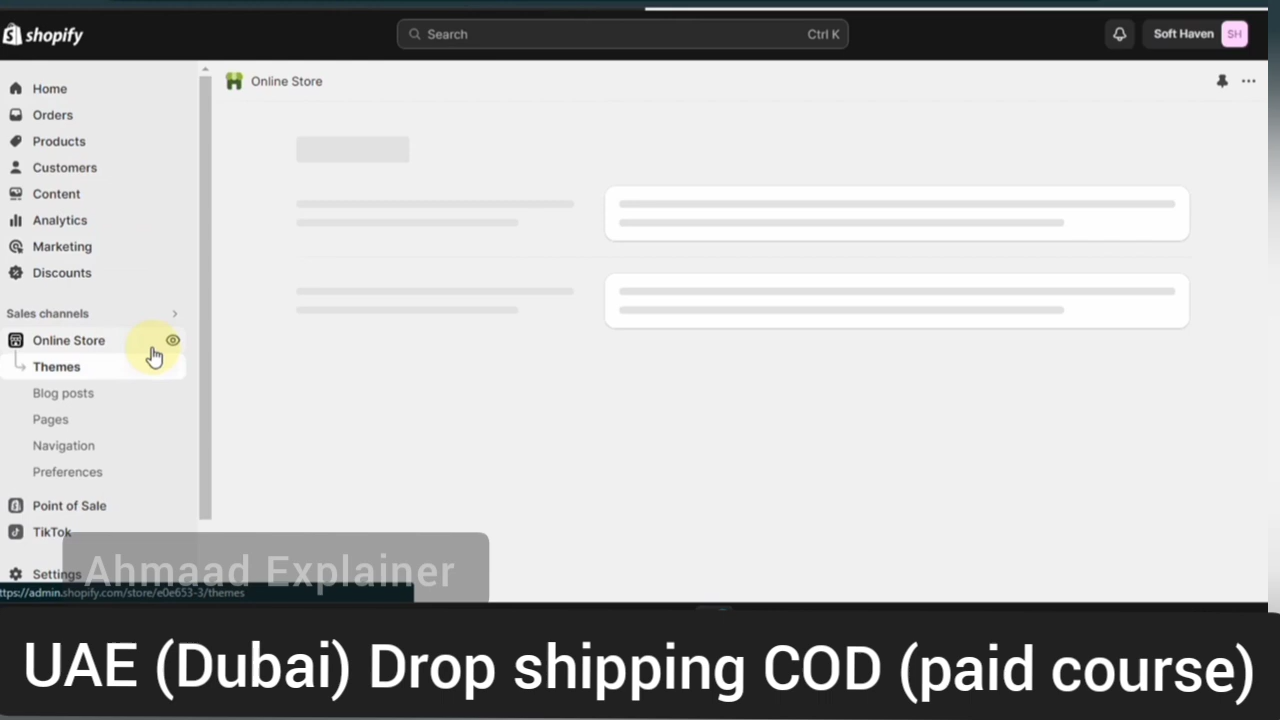 shopify
Search
Ctrl K
Soft Haven
SH
Home
Orders
Products
Customers
Content
Analytics
Marketing
Discounts
Sales channels
Online Store
Themes
Blog posts
Pages
Navigation
Preferences
Point of Sale
TikTok
Settings
Online Store
Ahmaad Explainer
ttps://admin.shopify.com/store/e0e653-3/themes
UAE (Dubai) Drop shipping COD (paid course)